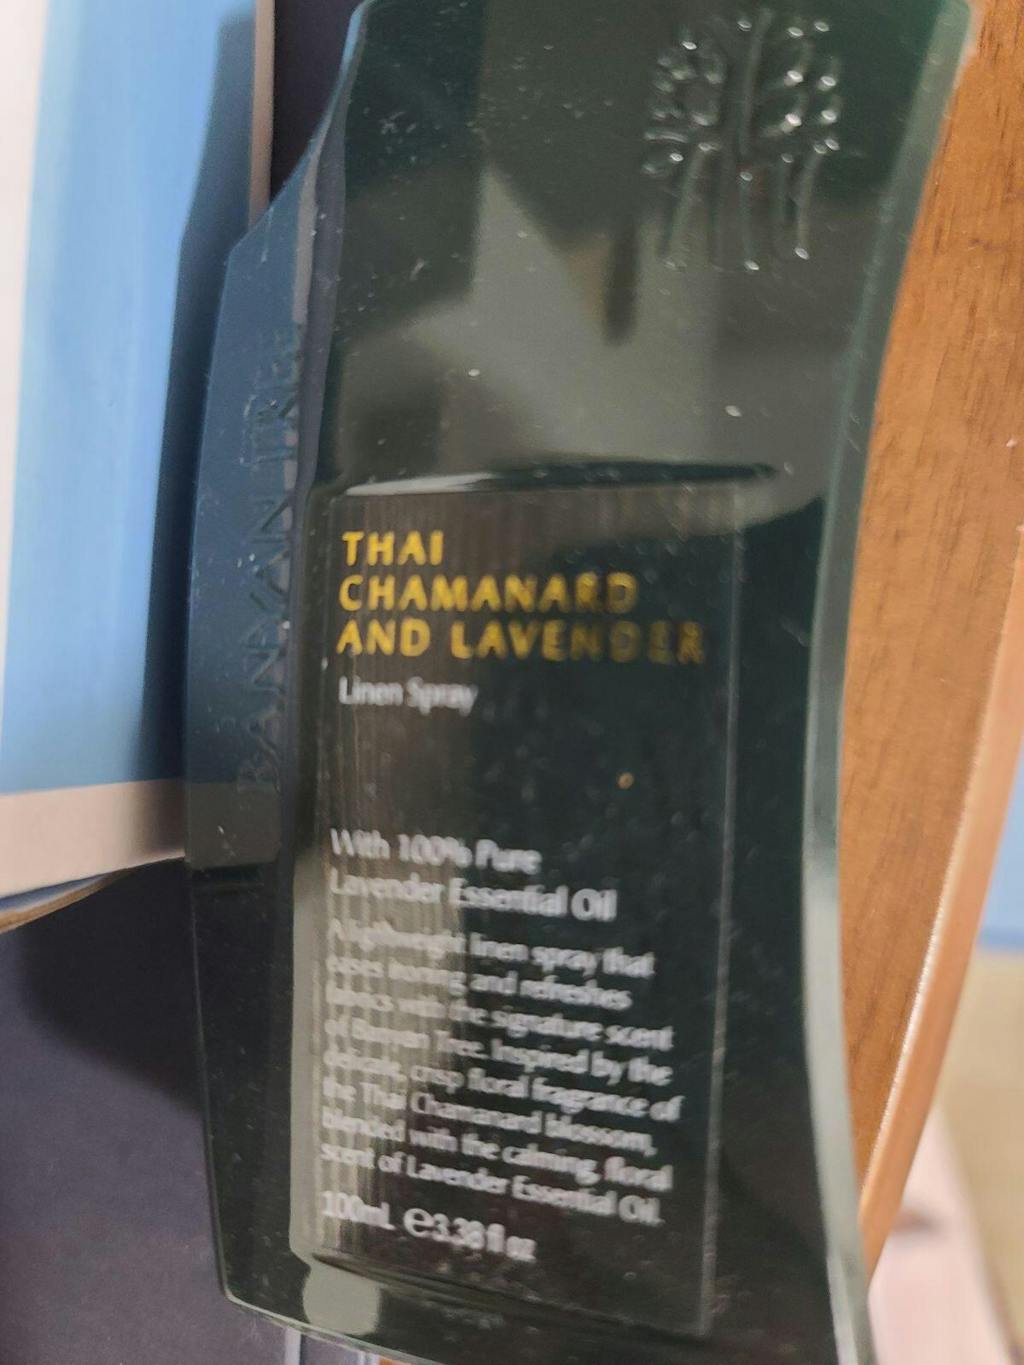 BANYAN TREE
THAI
CHAMANARD
AND LAVENDER
Linen Spray
With 100% Pure
Lavender Essential Oil
A lightweight linen spray that
eases ironing and refreshes
fabrics with the signature scent
of Banyan Tree. Inspired by the
delicate, crisp floral fragrance of
the Thai Chamanard blossom,
blended with the calming, floral
scent of Lavender Essential Oil.
100mL ℮3.38 fl oz